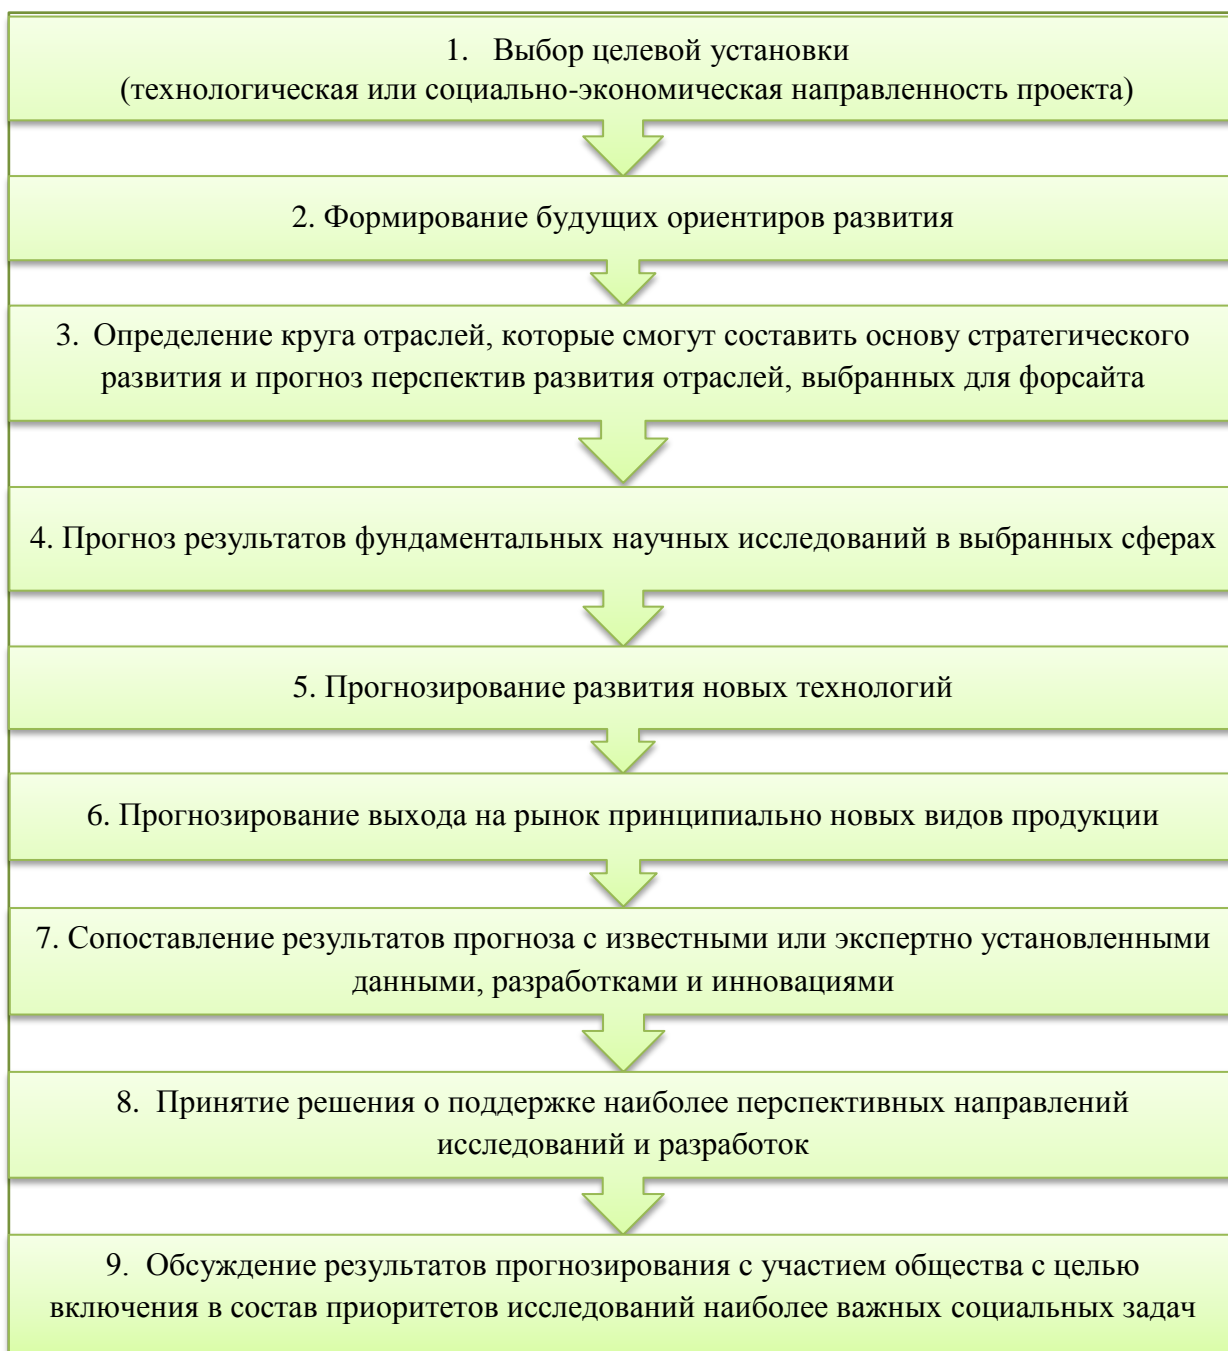 1. Выбор целевой установки
(технологическая или социально-экономическая направленность проекта)
2. Формирование будущих ориентиров развития
3. Определение круга отраслей, которые смогут составить основу стратегического
развития и прогноз перспектив развития отраслей, выбранных для форсайта
4. Прогноз результатов фундаментальных научных исследований в выбранных сферах
5. Прогнозирование развития новых технологий
6. Прогнозирование выхода на рынок принципиально новых видов продукции
7. Сопоставление результатов прогноза с известными или экспертно установленными
данными, разработками и инновациями
8. Принятие решения о поддержке наиболее перспективных направлений
исследований и разработок
9. Обсуждение результатов прогнозирования с участием общества с целью
включения в состав приоритетов исследований наиболее важных социальных задач